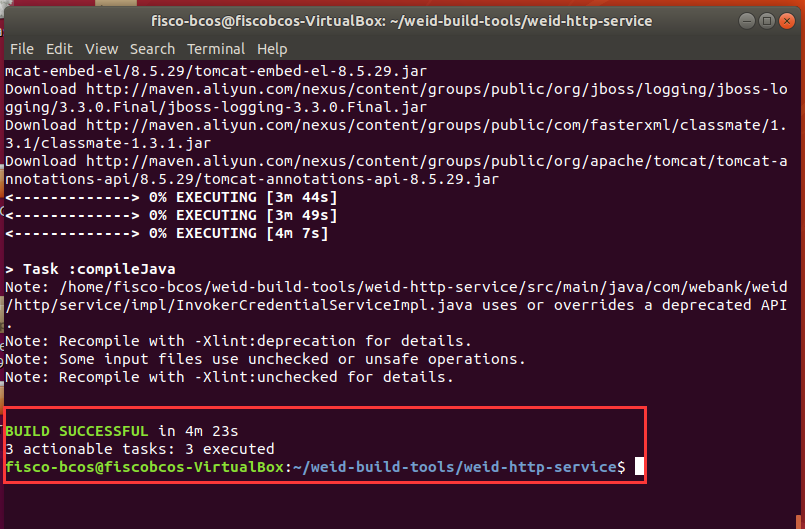 fisco-bcos@fiscobcos-VirtualBox: ~/weid-build-tools/weid-http-service
File Edit View Search Terminal Help
mcat-embed-el/8.5.29/tomcat-embed-el-8.5.29.jar
Download http://maven.aliyun.com/nexus/content/groups/public/org/jboss/logging/jboss-lo
gging/3.3.0.Final/jboss-logging-3.3.0.Final.jar
Download http://maven.aliyun.com/nexus/content/groups/public/com/fasterxml/classmate/1.
3.1/classmate-1.3.1.jar
Download http://maven.aliyun.com/nexus/content/groups/public/org/apache/tomcat/tomcat-a
nnotations-api/8.5.29/tomcat-annotations-api-8.5.29.jar
<-------------> 0% EXECUTING [3m 44s]
<-------------> 0% EXECUTING [3m 49s]
<-------------> 0% EXECUTING [4m 7s]
> Task :compileJava
Note: /home/fisco-bcos/weid-build-tools/weid-http-service/src/main/java/com/webank/weid
/http/service/impl/InvokerCredentialServiceImpl.java uses or overrides a deprecated API
.
Note: Recompile with -Xlint:deprecation for details.
Note: Some input files use unchecked or unsafe operations.
Note: Recompile with -Xlint:unchecked for details.
BUILD SUCCESSFUL in 4m 23s
3 actionable tasks: 3 executed
fisco-bcos@fiscobcos-VirtualBox:~/weid-build-tools/weid-http-service$